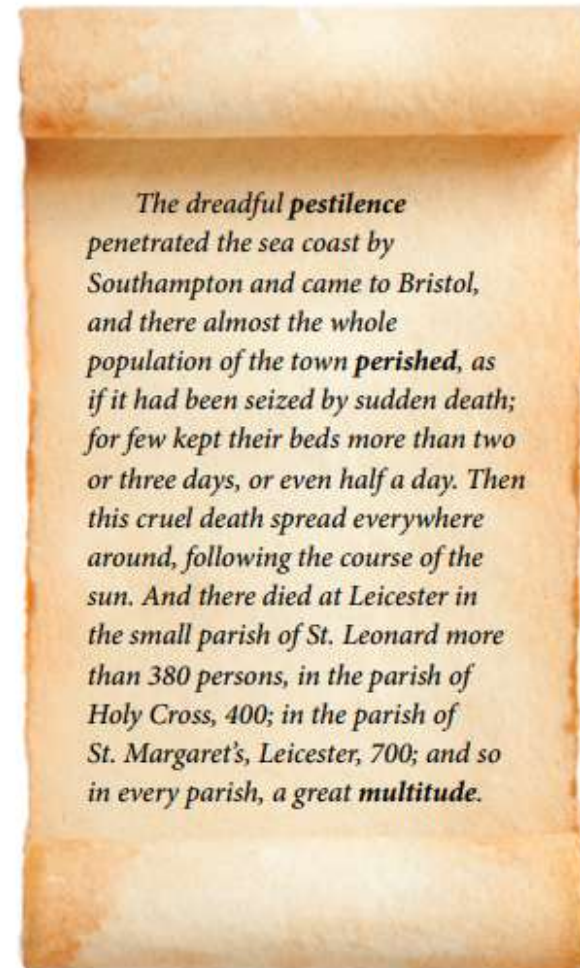 The dreadful pestilence
penetrated the sea coast by
Southampton and came to Bristol,
and there almost the whole
population of the town perished, as
if it had been seized by sudden death;
for few kept their beds more than two
or three days, or even half a day. Then
this cruel death spread everywhere
around, following the course of the
sun. And there died at Leicester in
the small parish of St. Leonard more
than 380 persons, in the parish of
Holy Cross, 400; in the parish of
St. Margaret’s, Leicester, 700; and so
in every parish, a great multitude.